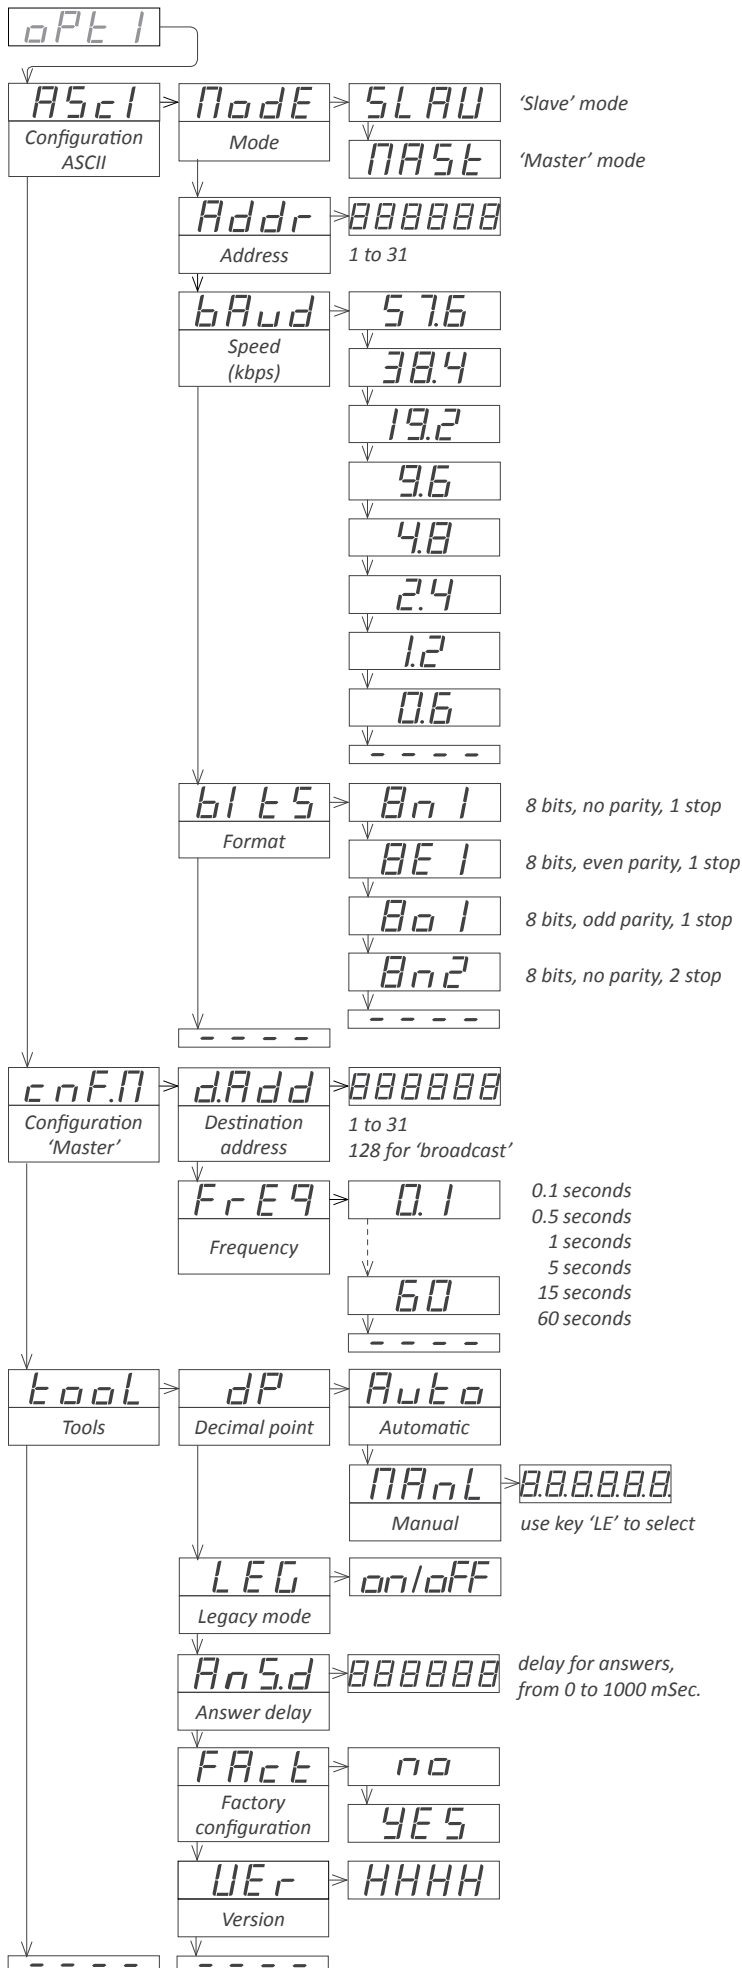 oPt 1
AScI
Configuration
ASCII
ModE
Mode
SLAV
‘Slave’ mode
MASt
‘Master’ mode
Addr
Address
888888
1 to 31
bAud
Speed
(kbps)
57.6
38.4
19.2
9.6
4.8
2.4
1.2
0.6
- - - -
bItS
Format
8n 1
8 bits, no parity, 1 stop
8E 1
8 bits, even parity, 1 stop
8o 1
8 bits, odd parity, 1 stop
8n2
8 bits, no parity, 2 stop
- - - -
- - - -
cnF.M
Configuration
‘Master’
d.Add
Destination
address
888888
1 to 31
128 for ‘broadcast’
FrEq
Frequency
0.1
60
- - - -
0.1 seconds
0.5 seconds
1 seconds
5 seconds
15 seconds
60 seconds
tooL
Tools
dP
Decimal point
Auto
Automatic
MAnL
Manual
8.8.8.8.8.8.
use key ‘LE’ to select
LEG
Legacy mode
on/oFF
AnS.d
Answer delay
888888
delay for answers,
from 0 to 1000 mSec.
FAct
Factory
configuration
no
YES
VEr
Version
HHHH
- - - -
- - - -